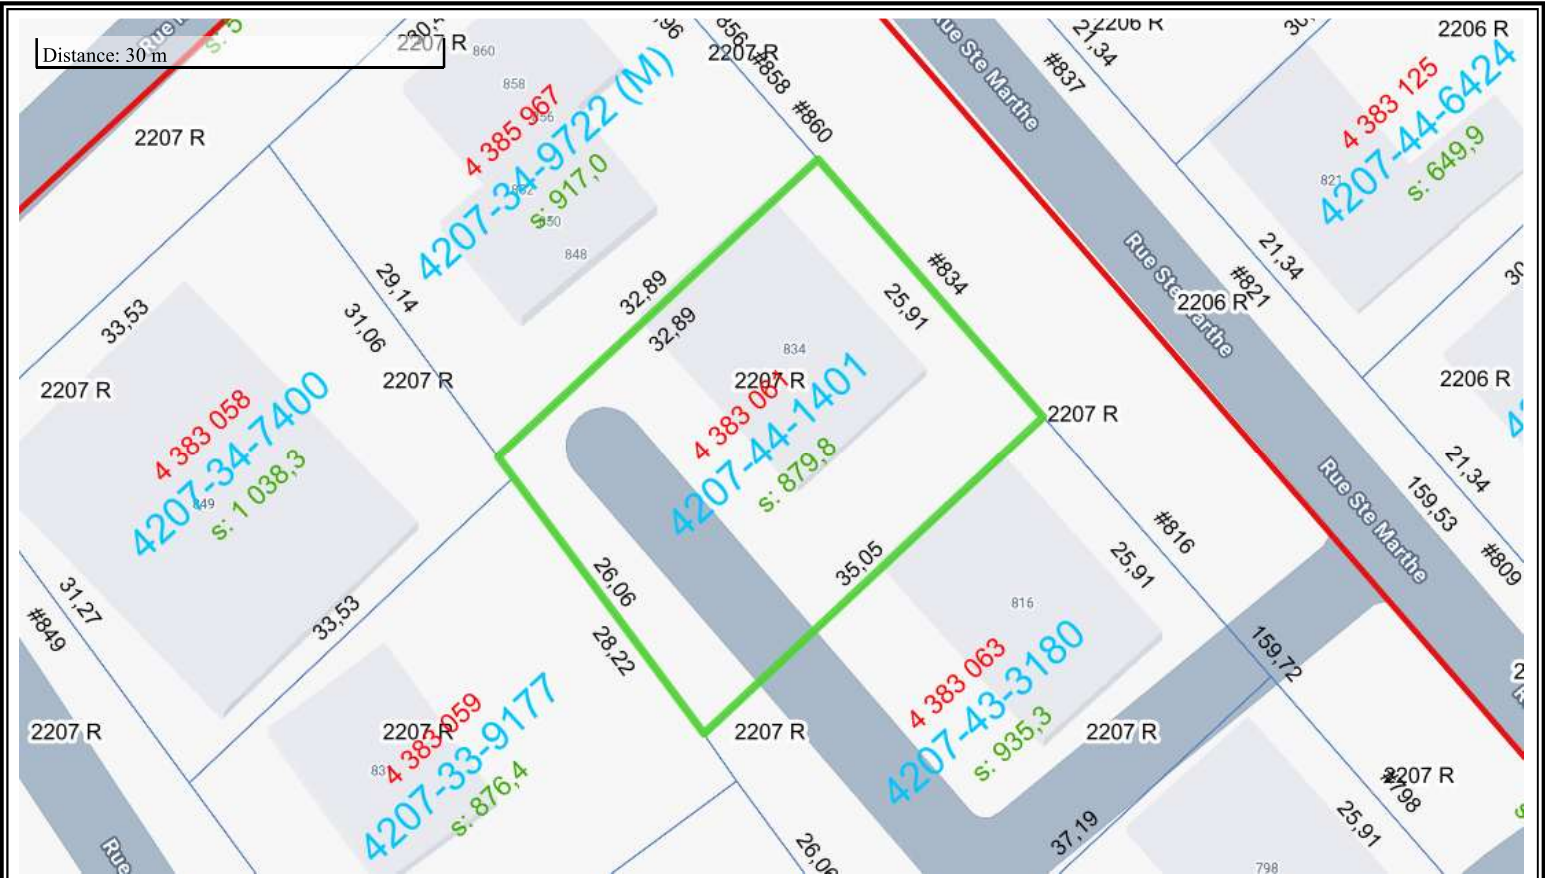 Distance: 30 m
2207 R
860
858
848
2207 R
#858
#860
Rue Ste Marthe
#837
21,34
2206 R
2206 R
2207 R
4 385 967
4207-34-9722 (M)
s: 917,0
4 383 125
4207-44-6424
s: 649,9
821
33,53
29,14
31,06
32,89
32,89
25,91
#834
21,34
#821
Rue Ste Marthe
2206 R
2207 R
2207 R
834
2207 R
2206 R
4 383 058
4207-34-7400
s: 1 038,3
849
4 383 061
4207-44-1401
s: 879,8
2207 R
21,34
159,53
#809
Rue Ste Marthe
#816
25,91
816
31,27
#849
33,53
26,06
28,22
35,05
159,72
4 383 063
4207-43-3180
s: 935,3
2207 R
4 383 059
2207 R
4207-33-9177
s: 876,4
2207 R
2207 R
2207 R
#798
25,91
37,19
26,06
798
Rue